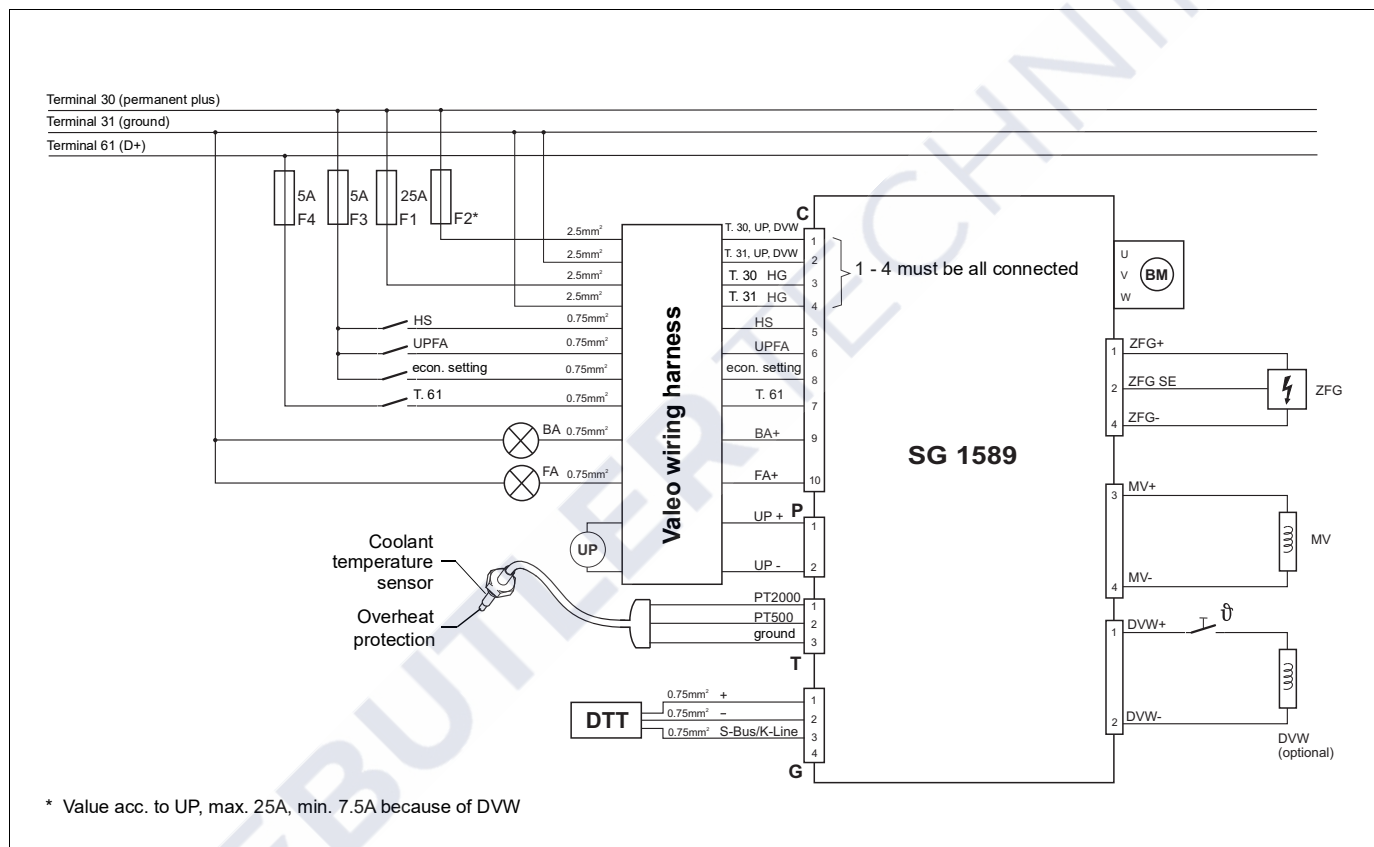 Terminal 30 (permanent plus)
Terminal 31 (ground)
Terminal 61 (D+)
5A
F4
5A
F3
25A
F1
F2*
2.5mm²
2.5mm²
2.5mm²
2.5mm²
HS
0.75mm²
UPFA
0.75mm²
econ. setting
0.75mm²
T. 61
0.75mm²
BA
0.75mm²
FA
0.75mm²
UP
Valeo wiring harness
T. 30, UP, DVW
T. 31, UP, DVW
T. 30 HG
T. 31 HG
HS
UPFA
econ. setting
T. 61
BA+
FA+
UP +
UP -
C
1
2
3
4
5
6
8
7
9
10
1 - 4 must be all connected
P
1
2
Coolant
temperature
sensor
Overheat
protection
PT2000
PT500
ground
1
2
3
T
DTT
0.75mm² +
0.75mm² –
0.75mm² S-Bus/K-Line
1
2
3
4
G
SG 1589
U
V
W
BM
1
ZFG+
2
ZFG SE
4
ZFG-
ZFG
3
MV+
4
MV-
MV
1
DVW+
ϑ
2
DVW-
DVW
(optional)
* Value acc. to UP, max. 25A, min. 7.5A because of DVW
BUTLER TECHNI